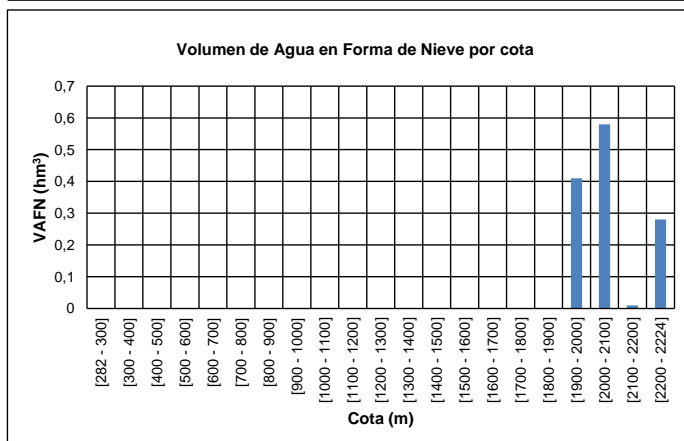 Volumen de Agua en Forma de Nieve por cota
VAFN (hm³)
0,7
0,6
0,5
0,4
0,3
0,2
0,1
0
[282 - 300]
[300 - 400]
[400 - 500]
[500 - 600]
[600 - 700]
[700 - 800]
[800 - 900]
[900 - 1000]
[1000 - 1100]
[1100 - 1200]
[1200 - 1300]
[1300 - 1400]
[1400 - 1500]
[1500 - 1600]
[1600 - 1700]
[1700 - 1800]
[1800 - 1900]
[1900 - 2000]
[2000 - 2100]
[2100 - 2200]
[2200 - 2224]
Cota (m)